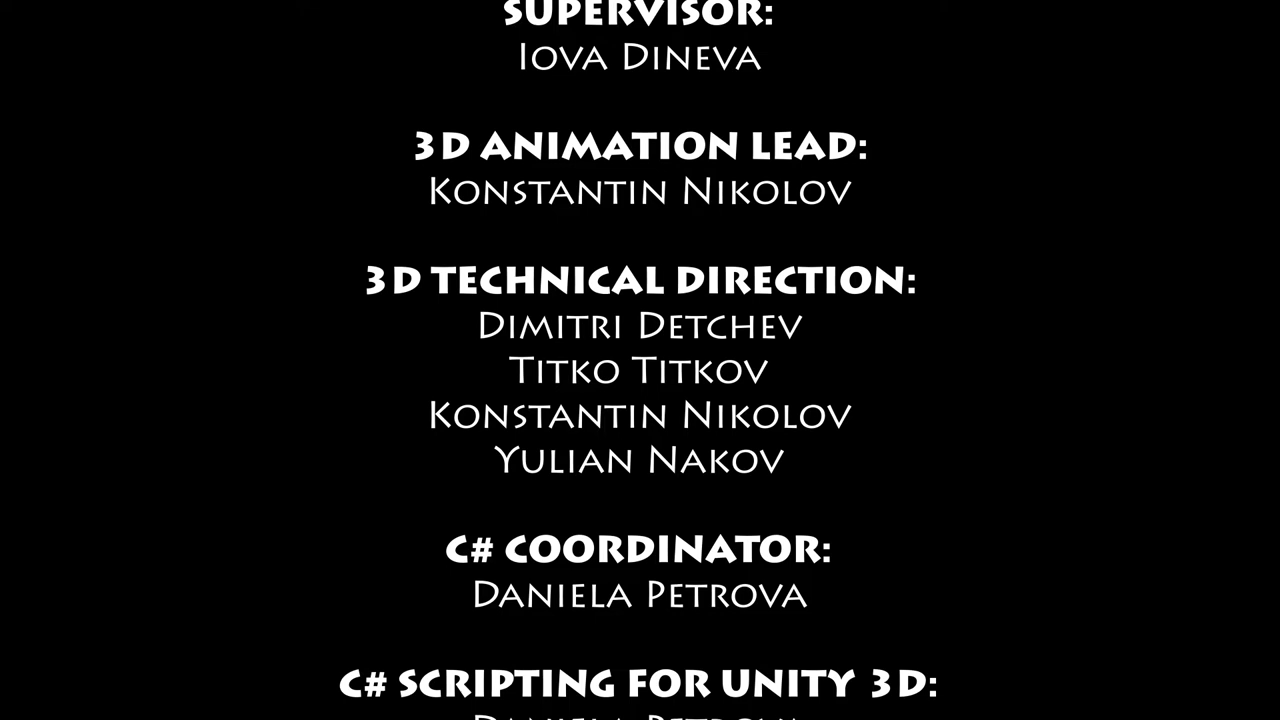 SUPERVISOR:
IOVA DINEVA
3D ANIMATION LEAD:
KONSTANTIN NIKOLOV
3D TECHNICAL DIRECTION:
DIMITRI DETCHEV
TITKO TITKOV
KONSTANTIN NIKOLOV
YULIAN NAKOV
C# COORDINATOR:
DANIELA PETROVA
C# SCRIPTING FOR UNITY 3D: